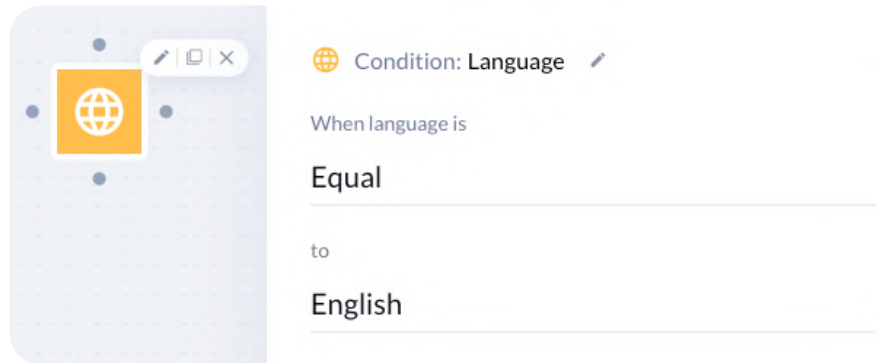 Condition: Language
When language is
Equal
to
English